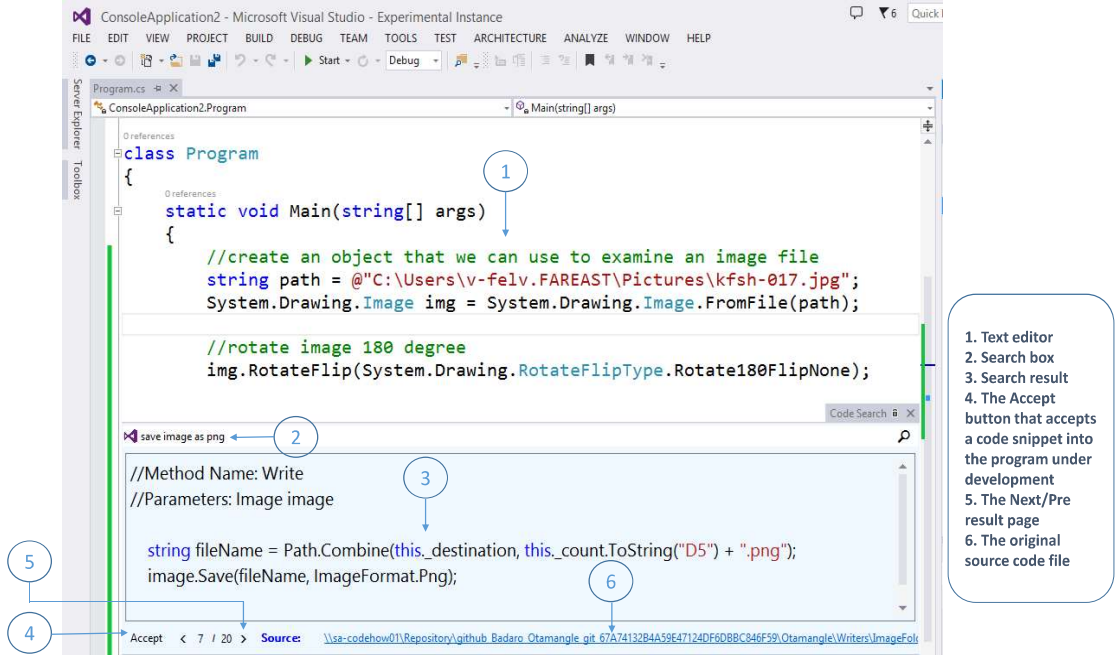 ConsoleApplication2 - Microsoft Visual Studio - Experimental Instance
6
Quick
FILE EDIT VIEW PROJECT BUILD DEBUG TEAM TOOLS TEST ARCHITECTURE ANALYZE WINDOW HELP
Start Debug
Server Explorer
Toolbox
Program.cs
ConsoleApplication2.Program
Main(string[] args)
0 references
class Program
{
0 references
static void Main(string[] args)
{
1
//create an object that we can use to examine an image file
string path = @"C:\Users\v-felv.FAREAST\Pictures\kfsh-017.jpg";
System.Drawing.Image img = System.Drawing.Image.FromFile(path);
//rotate image 180 degree
img.RotateFlip(System.Drawing.RotateFlipType.Rotate180FlipNone);
Code Search
save image as png
2
//Method Name: Write
//Parameters: Image image
3
string fileName = Path.Combine(this._destination, this._count.ToString("D5") + ".png");
image.Save(fileName, ImageFormat.Png);
5
6
4
Accept < 7 / 20 > Source: \\sa-codehow01\Repository\github_Badaro_Otamangle_git_67A74132B4A59E47124DF6DBBC846F59\Otamangle\Writers\ImageFol
1. Text editor
2. Search box
3. Search result
4. The Accept
button that accepts
a code snippet into
the program under
development
5. The Next/Pre
result page
6. The original
source code file